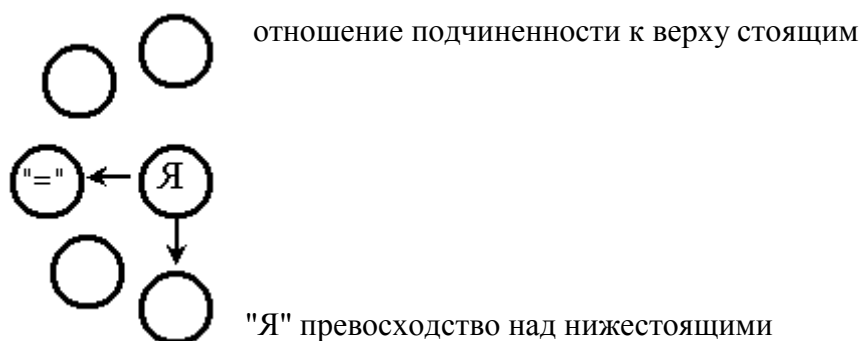 отношение подчиненности к верху стоящим
"=" Я
"Я" превосходство над нижестоящими